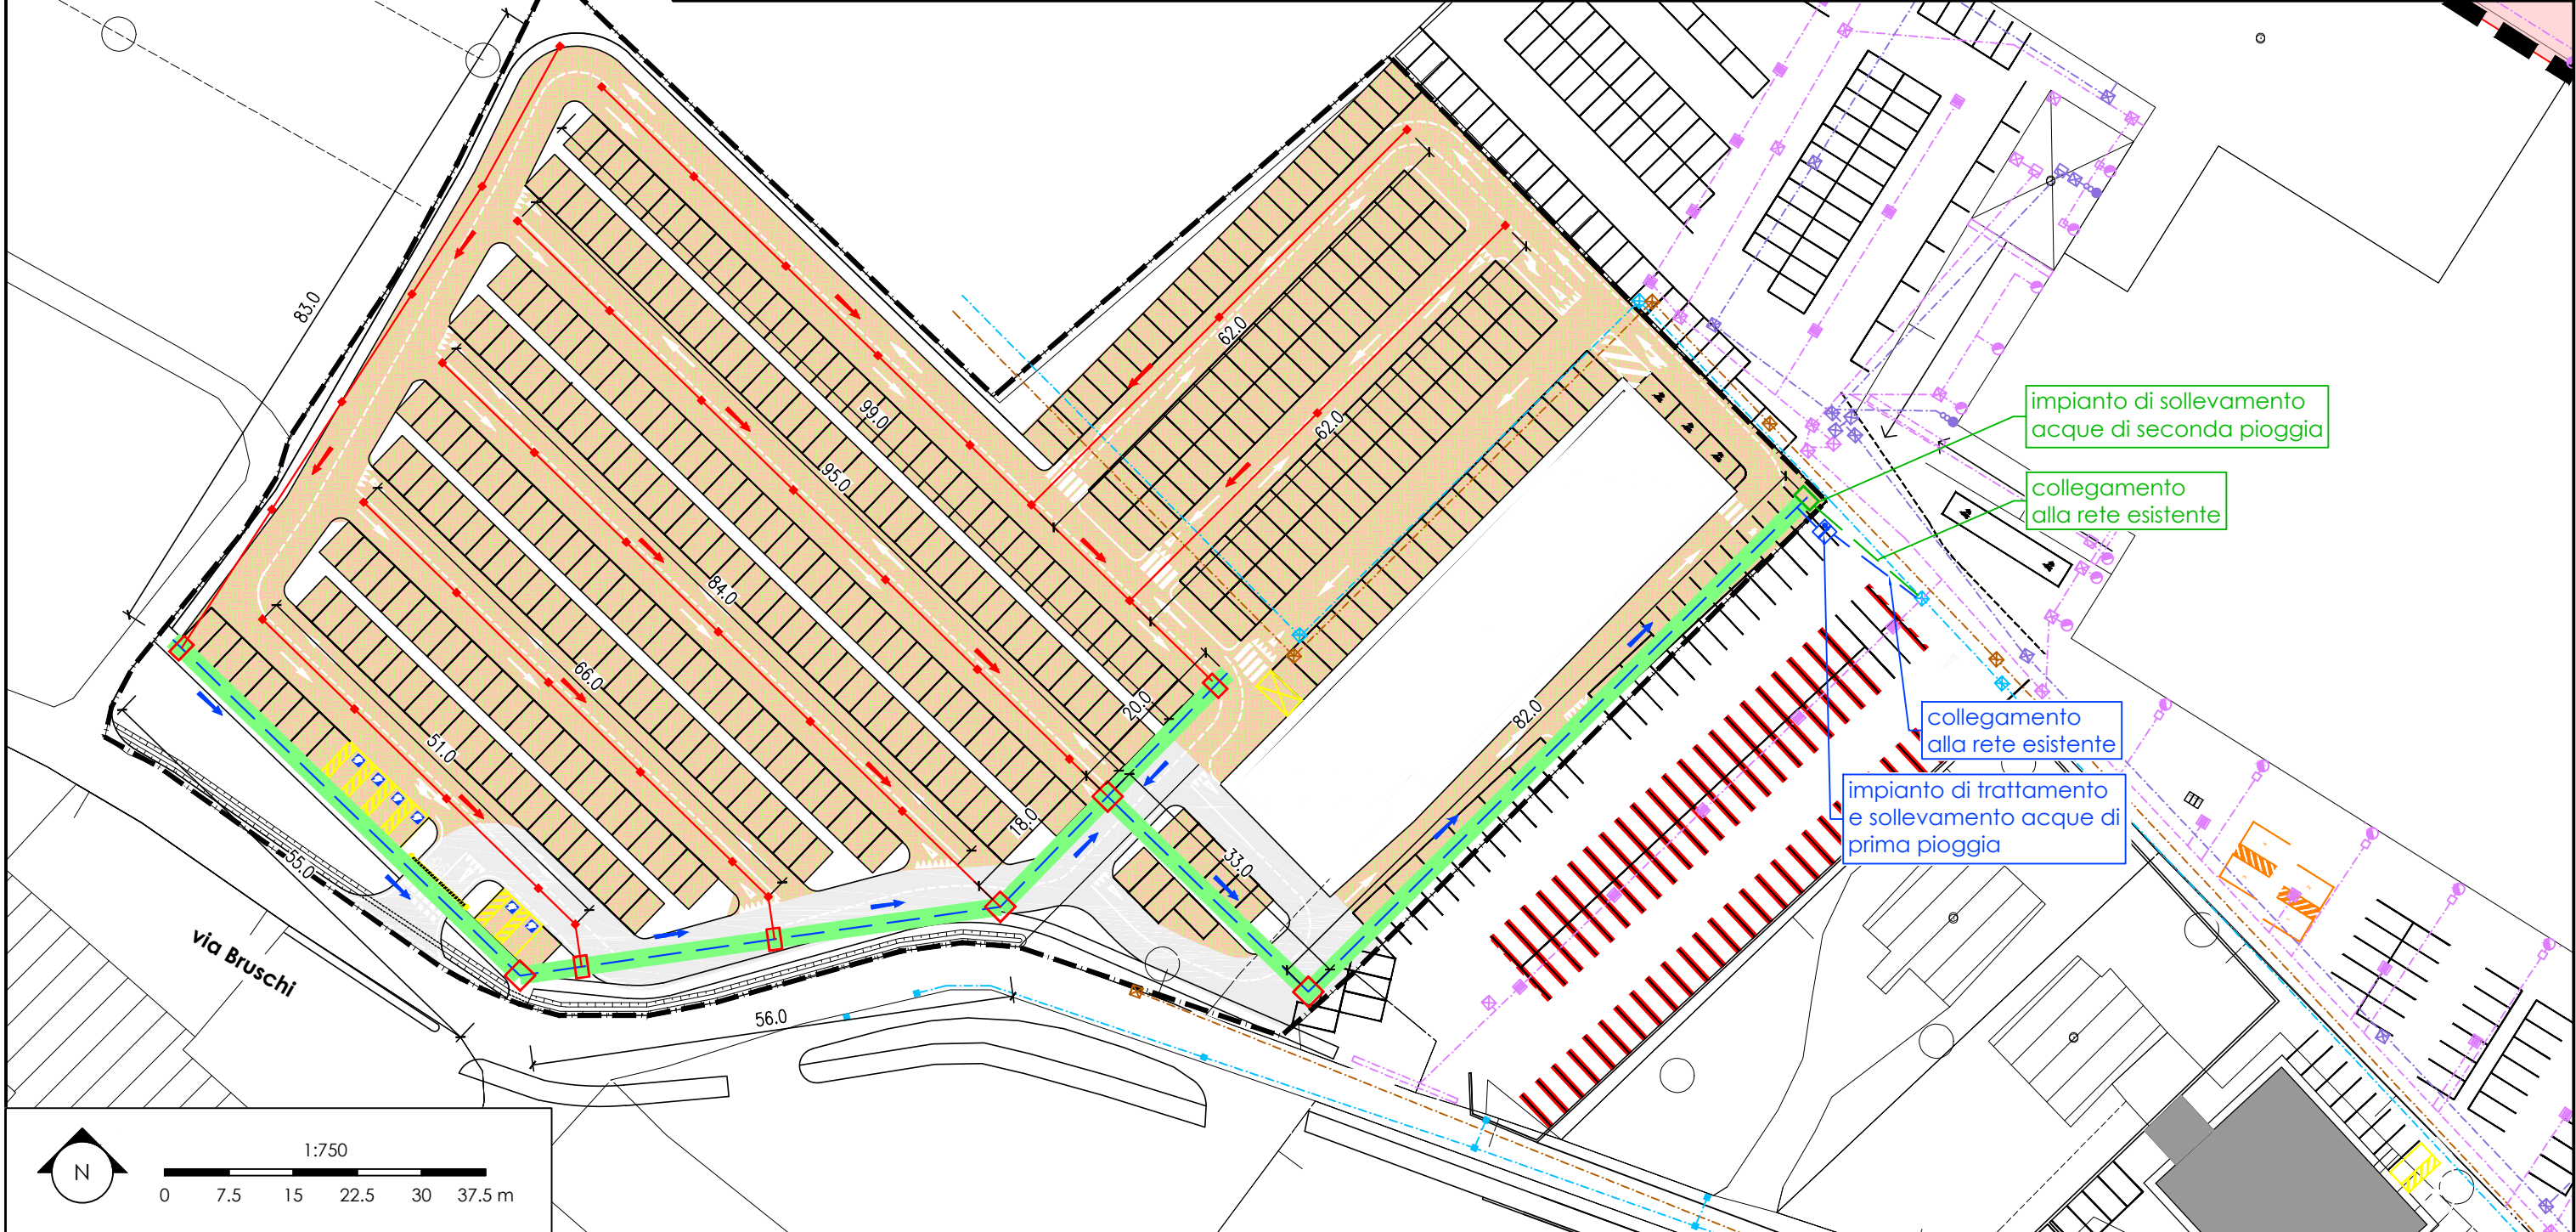 83.0
62.0
62.0
99.0
95.0
84.0
66.0
51.0
20.0
18.0
33.0
82.0
55.0
56.0
impianto di sollevamento
acque di seconda pioggia
collegamento
alla rete esistente
collegamento
alla rete esistente
impianto di trattamento
e sollevamento acque di
prima pioggia
via Bruschi
N
1:750
0 7.5 15 22.5 30 37.5 m